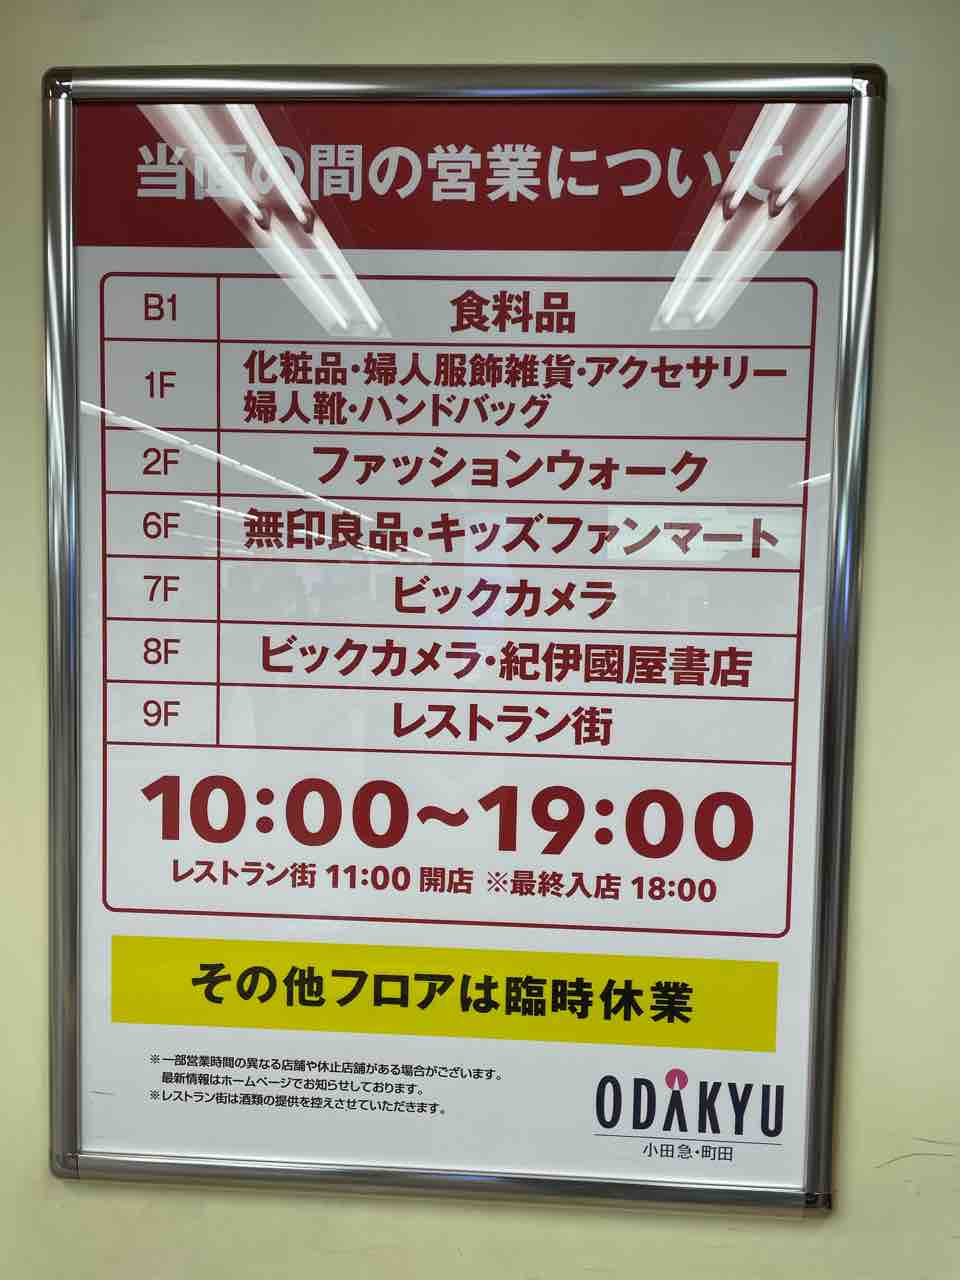 当面の間の営業について
B1 食料品
1F 化粧品・婦人服飾雑貨・アクセサリー
婦人靴・ハンドバッグ
2F ファッションウォーク
6F 無印良品・キッズファンマート
7F ビックカメラ
8F ビックカメラ・紀伊國屋書店
9F レストラン街
10:00~19:00
レストラン街 11:00 開店 ※最終入店 18:00
その他フロアは臨時休業
※一部営業時間の異なる店舗や休止店舗がある場合がございます。
最新情報はホームページでお知らせしております。
※レストラン街は酒類の提供を控えさせていただきます。
ODAKYU
小田急・町田